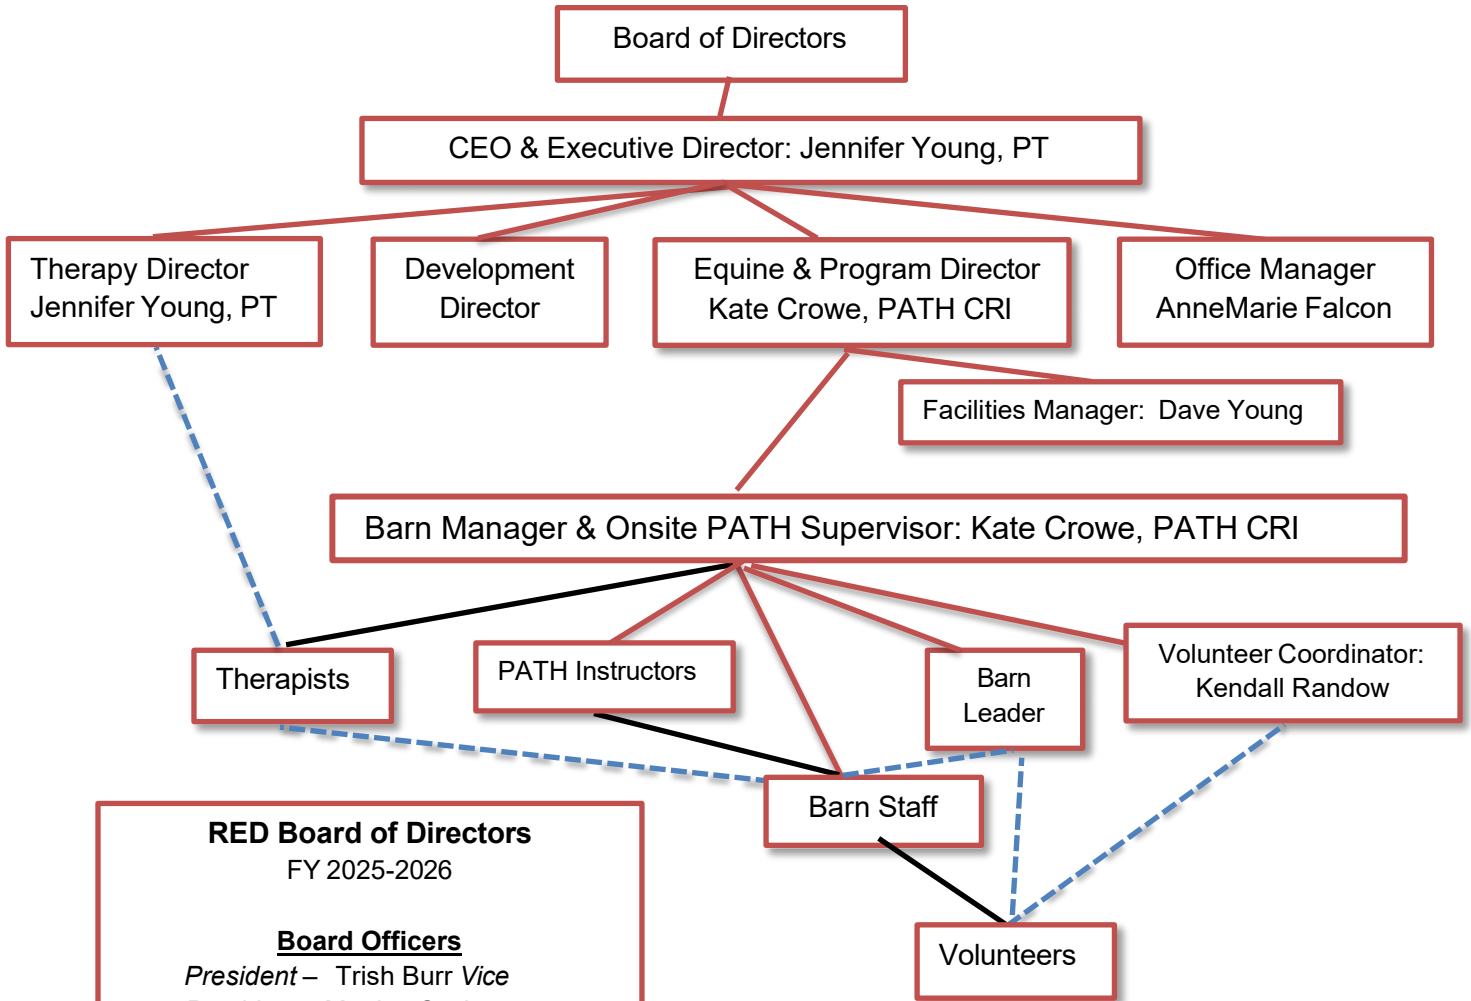 Board of Directors
CEO & Executive Director: Jennifer Young, PT
Therapy Director
Jennifer Young, PT
Development
Director
Equine & Program Director
Kate Crowe, PATH CRI
Office Manager
AnneMarie Falcon
Facilities Manager:  Dave Young
Barn Manager & Onsite PATH Supervisor: Kate Crowe, PATH CRI
Therapists
PATH Instructors
Barn
Leader
Volunteer Coordinator:
Kendall Randow
Barn Staff
Volunteers
RED Board of Directors
FY 2025-2026
Board Officers
President –  Trish Burr Vice